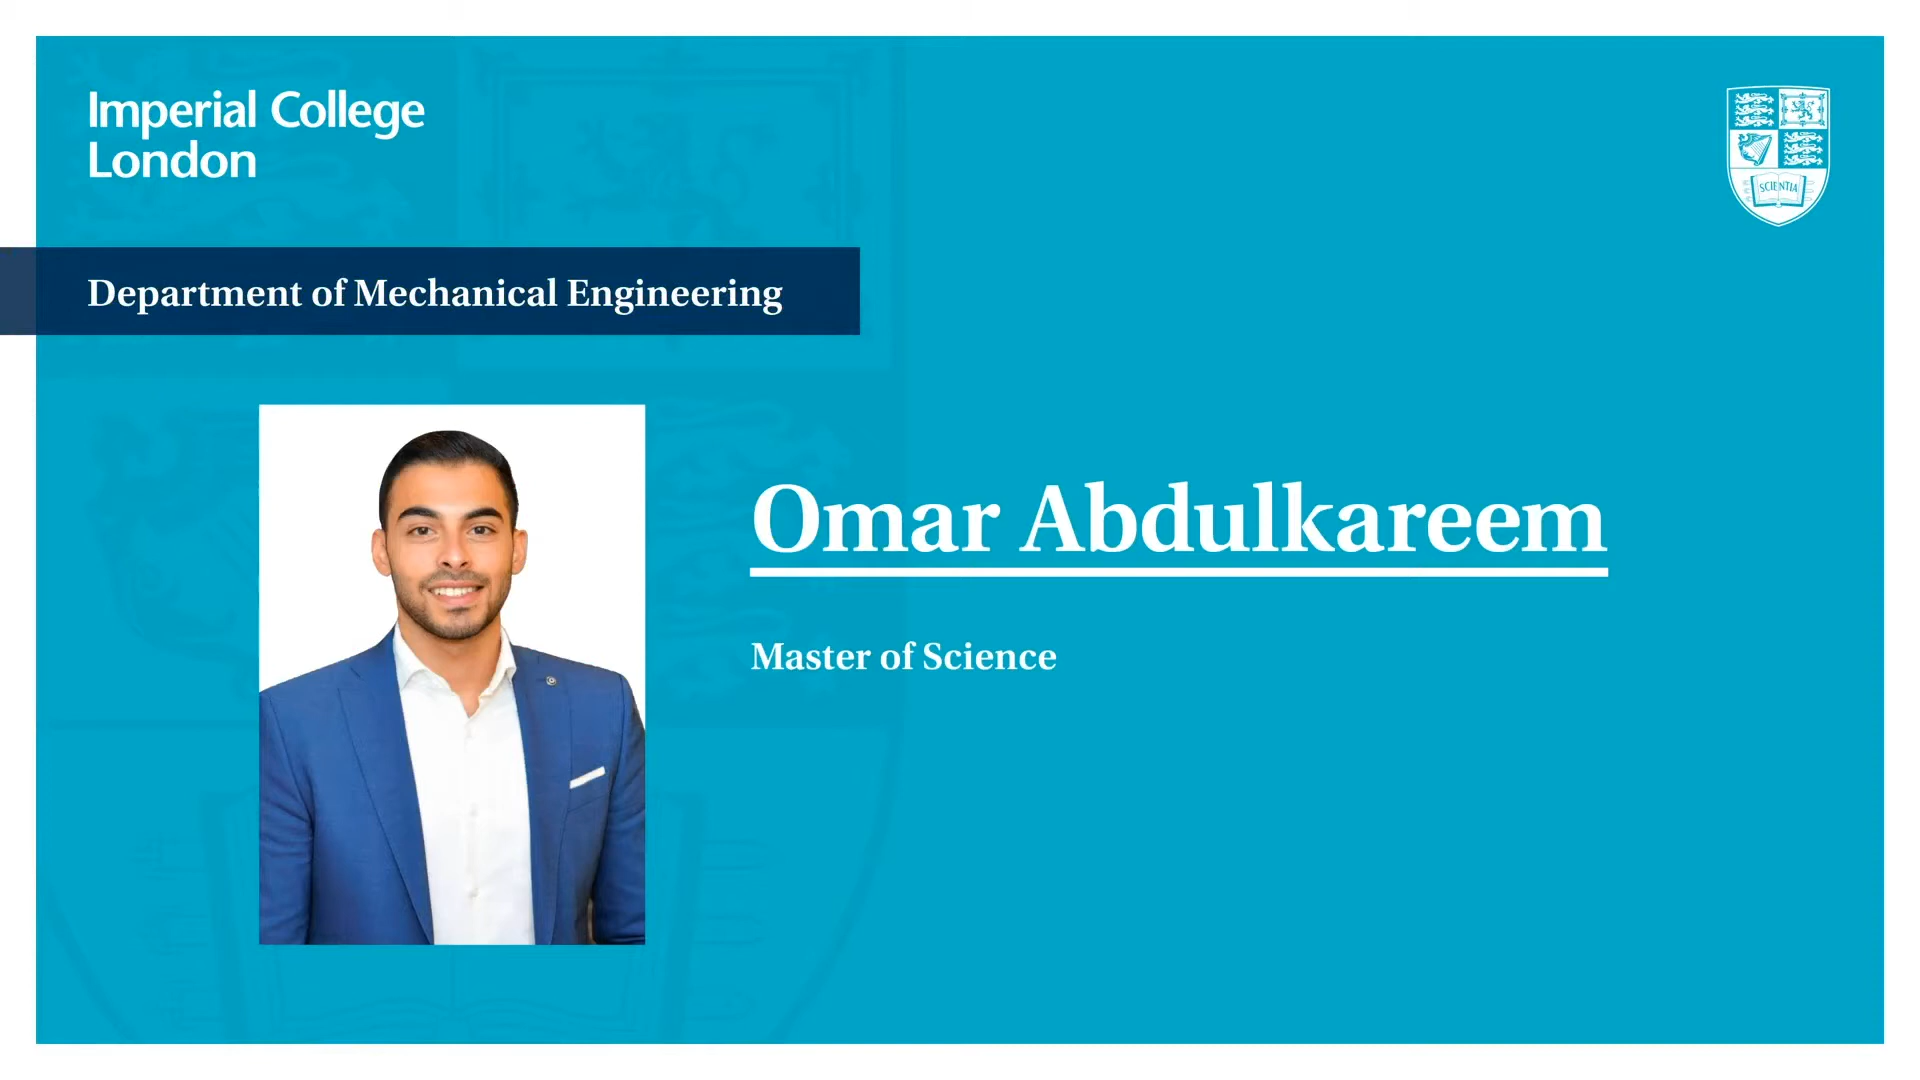 Imperial College
London
SCIENTIA
Department of Mechanical Engineering
Omar Abdulkareem
Master of Science